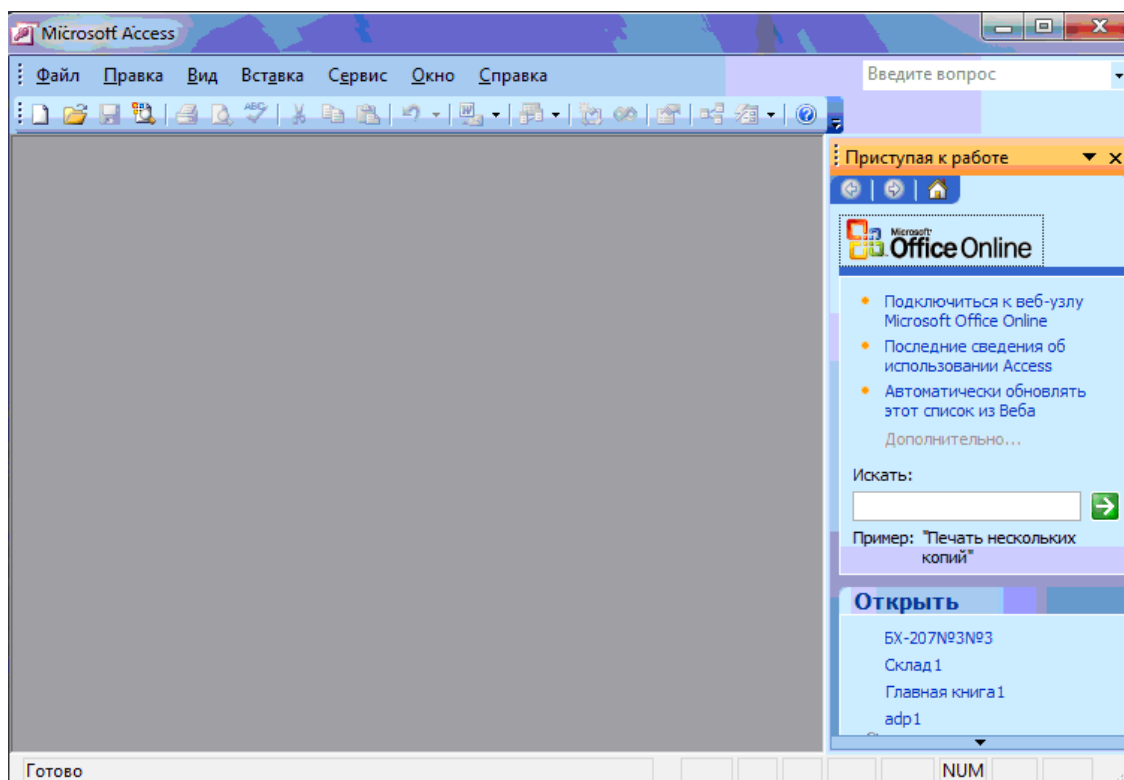 Microsoft Access
Файл Правка Вид Вставка Сервис Окно Справка
Введите вопрос
ABC
W
Приступая к работе
Microsoft
Office Online
Подключиться к веб-узлу
Microsoft Office Online
Последние сведения об
использовании Access
Автоматически обновлять
этот список из Веба
Дополнительно...
Искать:
Пример: "Печать нескольких
копий"
Открыть
БХ-207№3№3
Склад1
Главная книга1
adp1
Готово
NUM